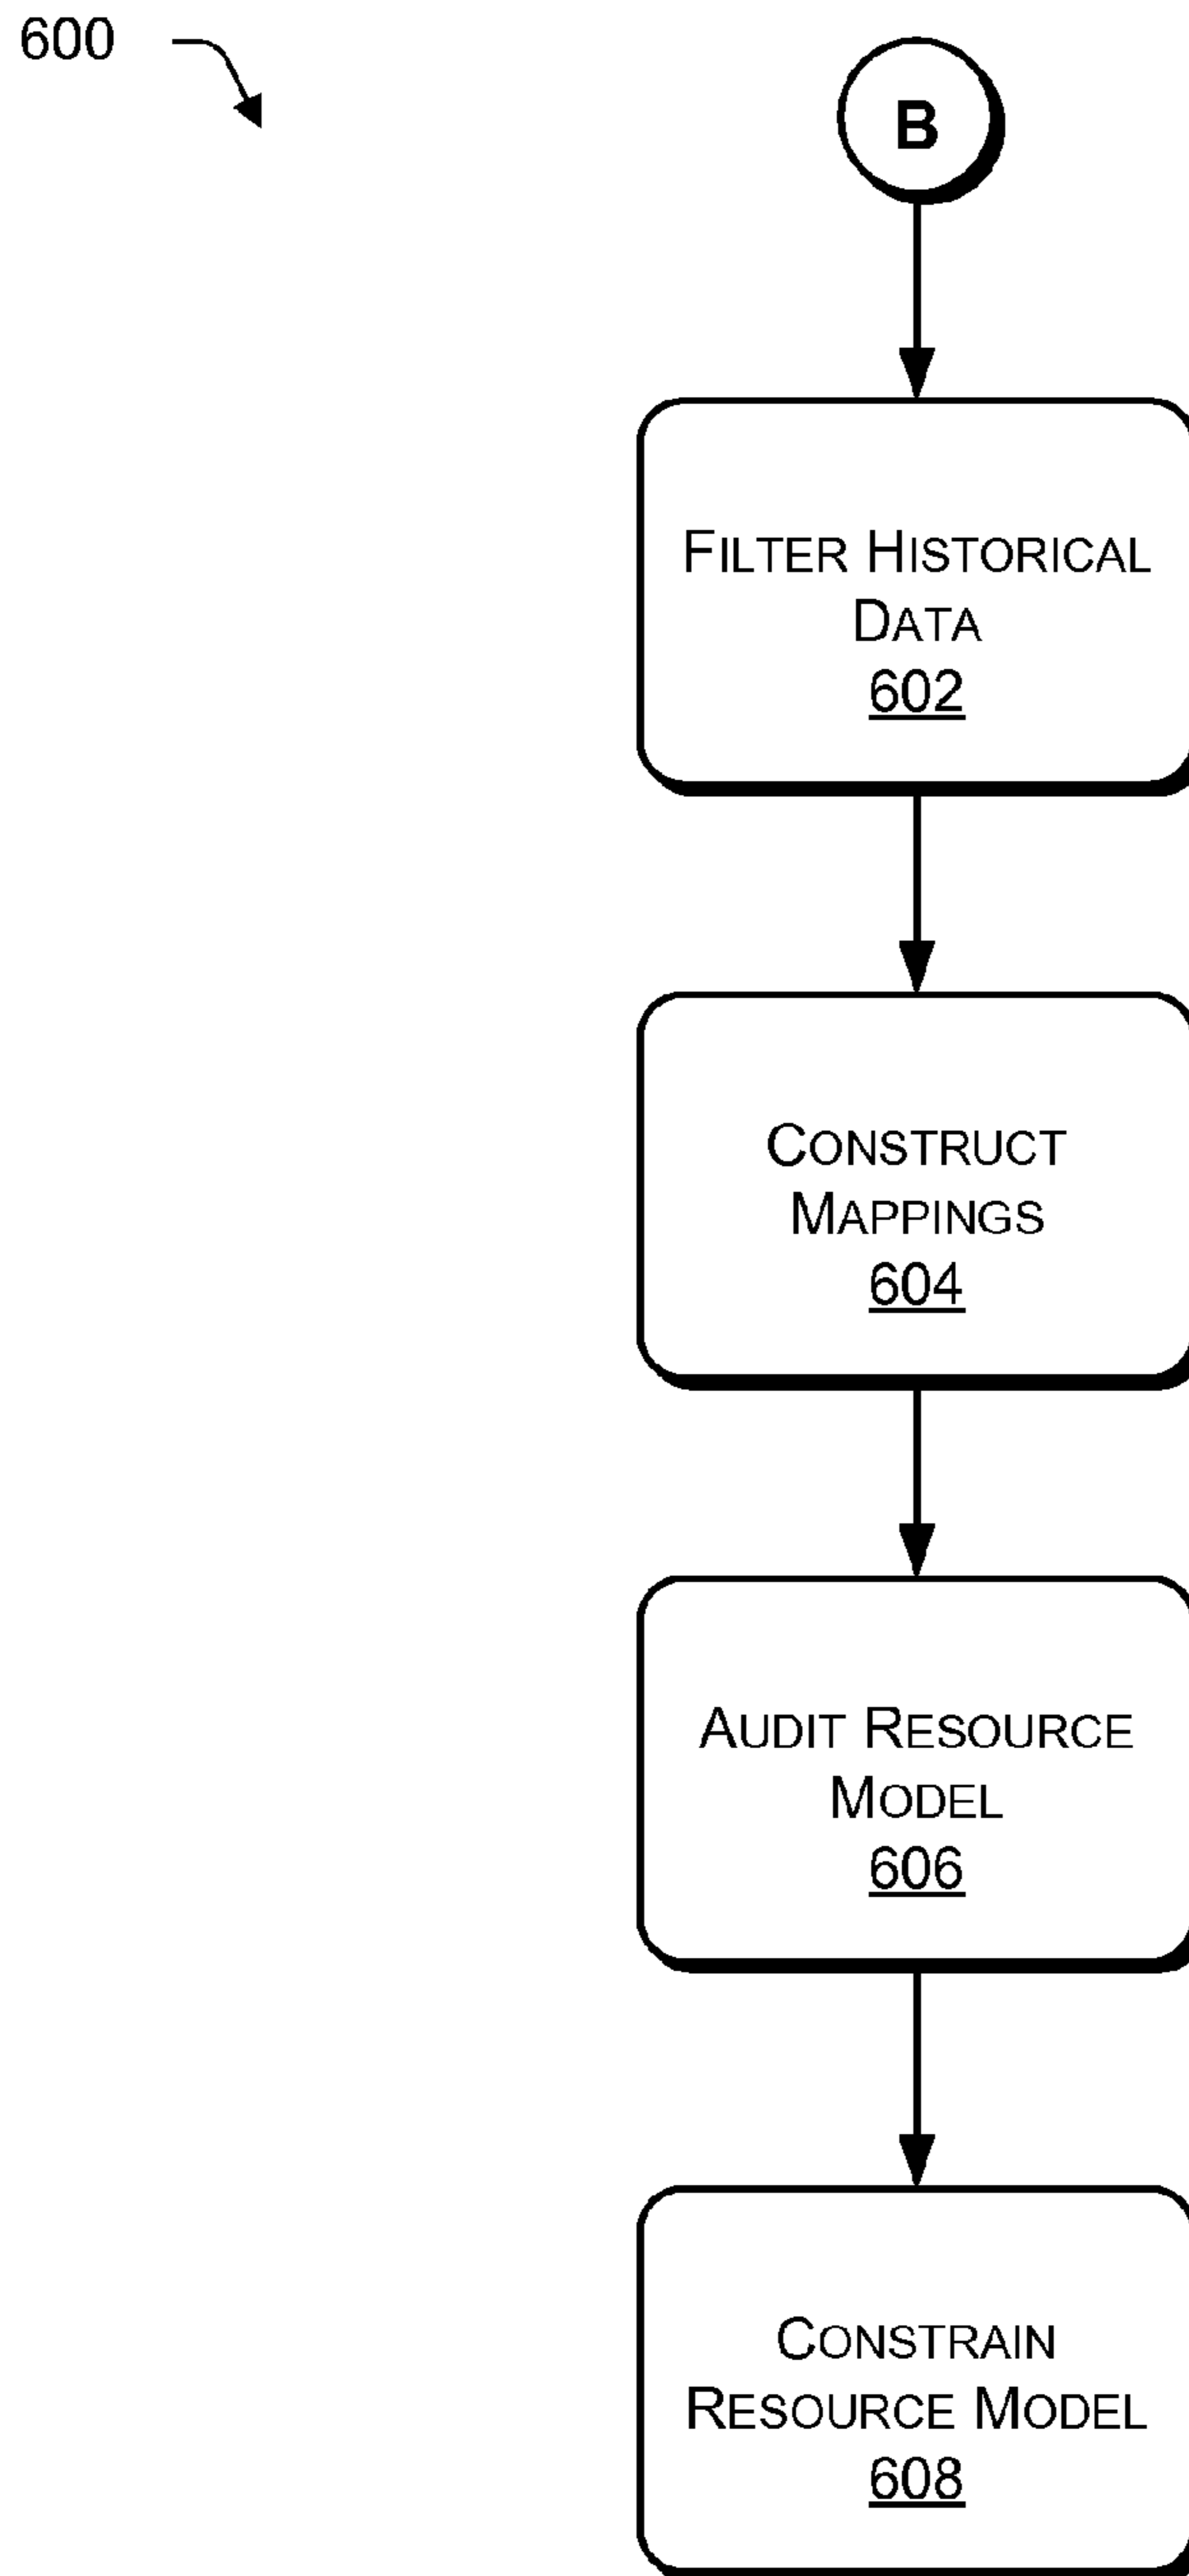 600
B
FILTER HISTORICAL
DATA
602
CONSTRUCT
MAPPINGS
604
AUDIT RESOURCE
MODEL
606
CONSTRAIN
RESOURCE MODEL
608